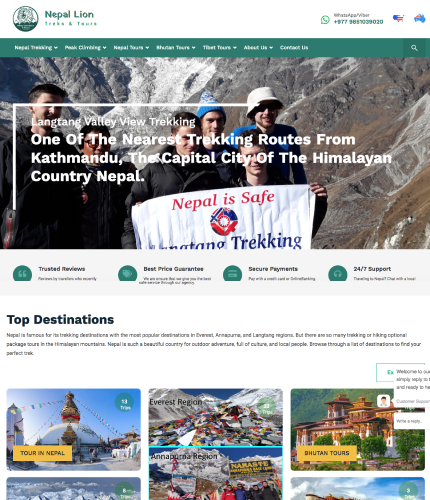 Nepal Lion
Treks & Tours
WhatsApp/Viber
+977 9851039020
Nepal Trekking
Peak Climbing
Nepal Tours
Bhutan Tours
Tibet Tours
About Us
Contact Us
Langtang Valley View Trekking
One Of The Nearest Trekking Routes From
Kathmandu, The Capital City Of The Himalayan
Country Nepal.
Nepal is Safe
Langtang Trekking
Trusted Reviews
Reviews by travellers who recently
Best Price Guarantee
We are ensure that we give you the best
safe service through our agency.
Secure Payments
Pay with a credit card or OnlineBanking
24/7 Support
Traveling to Nepal? Chat with a local
Top Destinations
Nepal is famous for its trekking destinations with the most popular destinations in Everest, Annapurna, and Langtang regions. But there are so many trekking or hiking optional
package tours in the Himalayan mountains. Nepal is such a beautiful country for outdoor adventure, full of culture, and local people. Browse through a list of destinations to find your
perfect trek.
Welcome to our
simply reply to t
and ready to he
Customer Support
Write a reply..
13
Trips
Everest Region
Trips
TOUR IN NEPAL
BHUTAN TOURS
Annapurna Region
NAMASTE
Trips
Trips